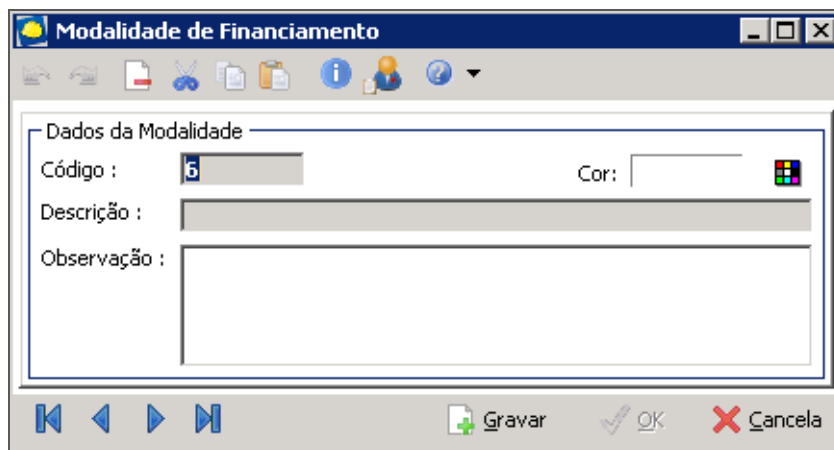 Modalidade de Financiamento
Dados da Modalidade
Código : 6 Cor:
Descrição :
Observação :
Gravar OK Cancela